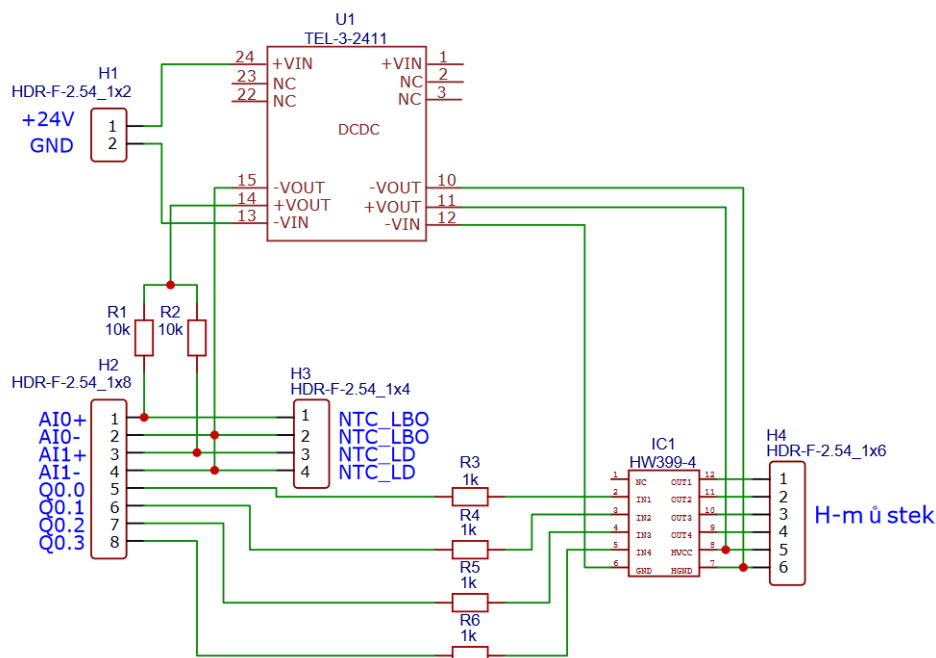 U1
TEL-3-2411
24 +VIN +VIN 1
23 NC NC 2
22 NC NC 3
DCDC
15 -VOUT -VOUT 10
14 +VOUT +VOUT 11
13 -VIN -VIN 12
H1
HDR-F-2.54_1x2
+24V 1
GND 2
R1
10k
R2
10k
H2
HDR-F-2.54_1x8
AI0+ 1
AI0- 2
AI1+ 3
AI1- 4
Q0.0 5
Q0.1 6
Q0.2 7
Q0.3 8
H3
HDR-F-2.54_1x4
1 NTC_LBO
2 NTC_LBO
3 NTC_LD
4 NTC_LD
R3
1k
R4
1k
R5
1k
R6
1k
IC1
HW399-4
1 NC OUT1 12
2 IN1 OUT2 11
3 IN2 OUT3 10
4 IN3 OUT4 9
5 IN4 HVCC 8
6 GND HGND 7
H4
HDR-F-2.54_1x6
1
2
3
4
5
6
H-můstek